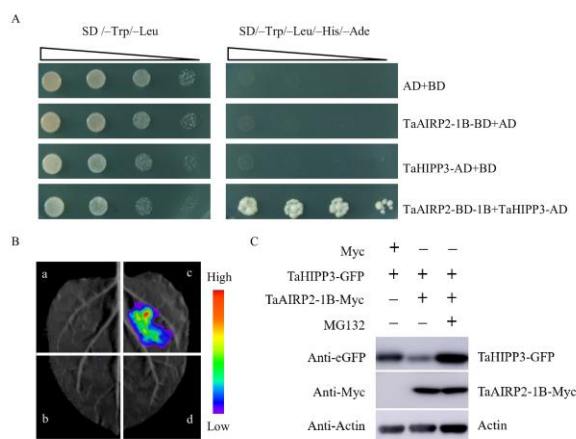 A
SD /–Trp/–Leu
SD/–Trp/–Leu/–His/–Ade
AD+BD
TaAIRP2-1B-BD+AD
TaHIPP3-AD+BD
TaAIRP2-BD-1B+TaHIPP3-AD
B
a
c
b
d
High
Low
C
Myc + – –
TaHIPP3-GFP + + +
TaAIRP2-1B-Myc – + +
MG132 – – +
Anti-eGFP TaHIPP3-GFP
Anti-Myc TaAIRP2-1B-Myc
Anti-Actin Actin